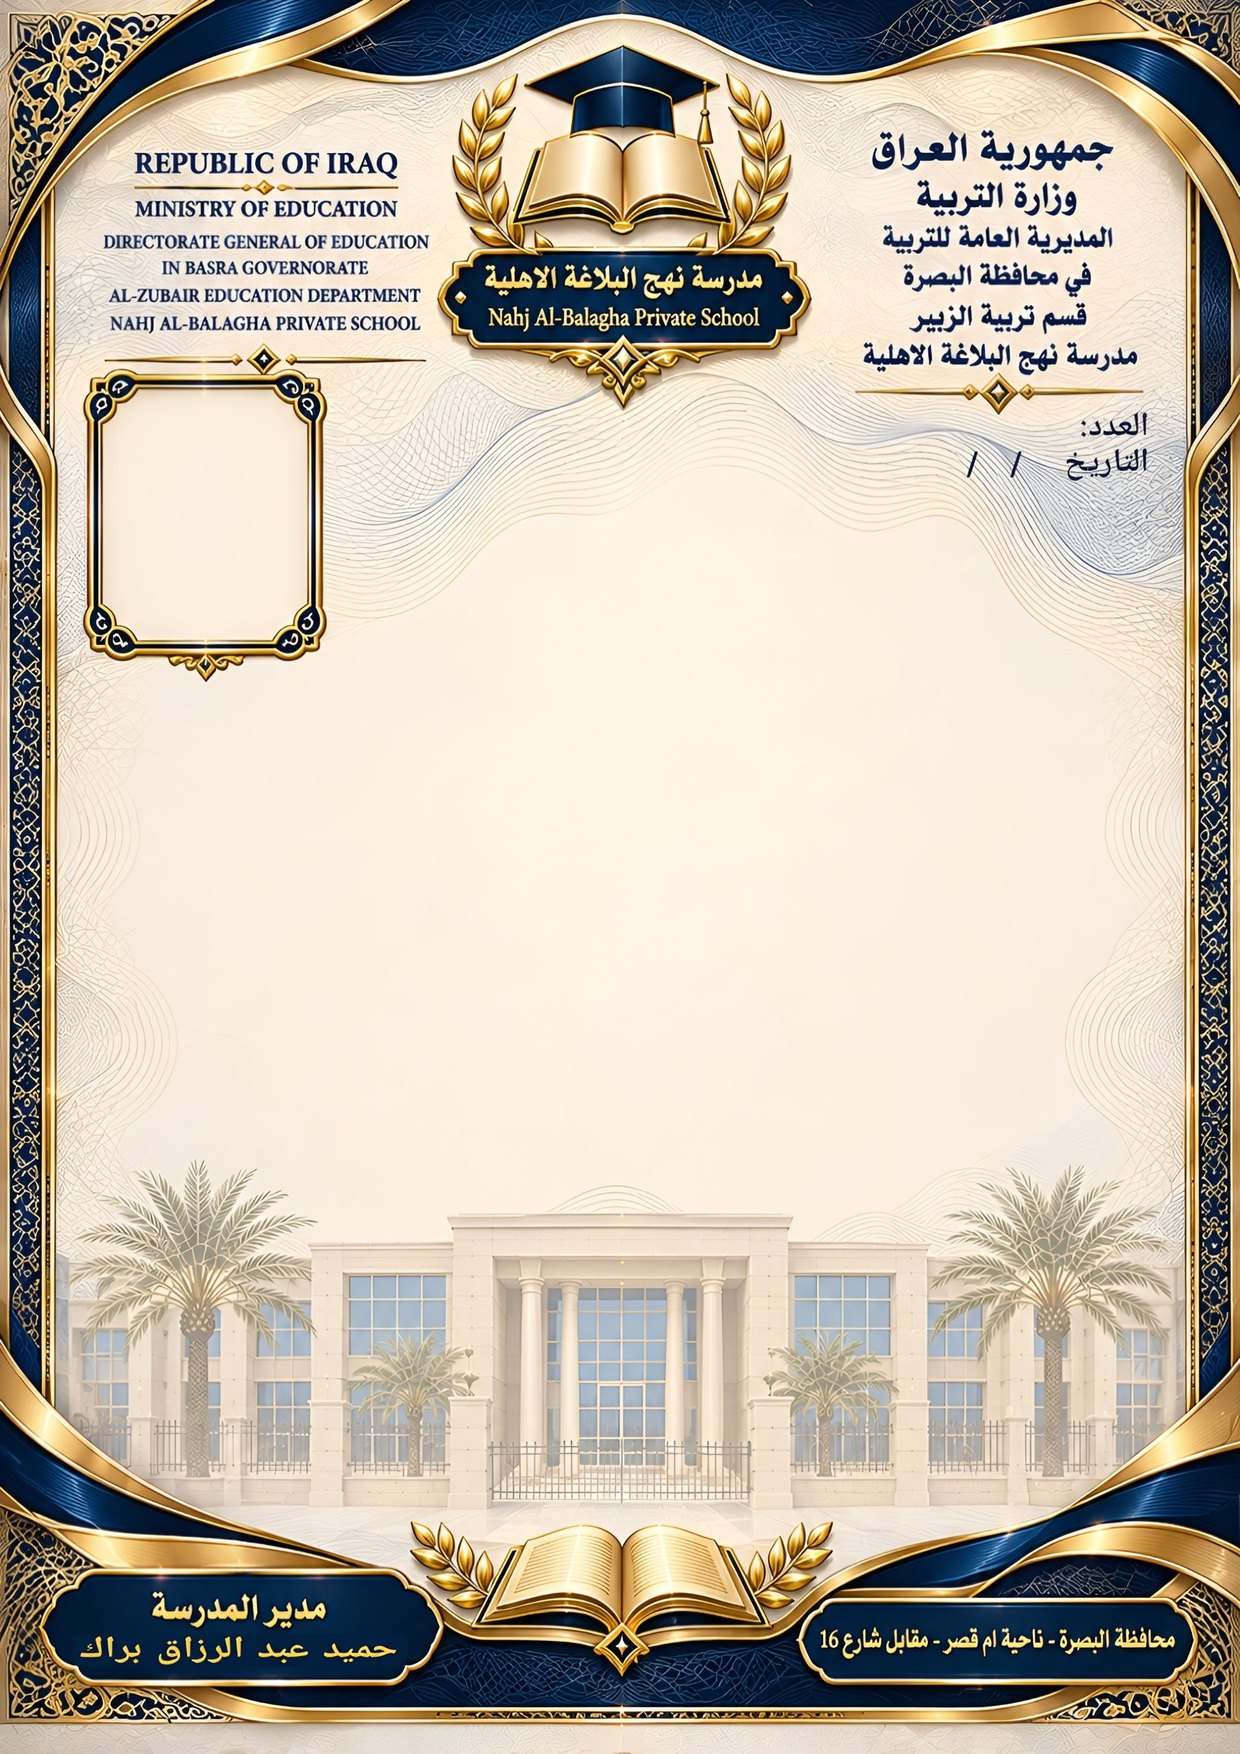 REPUBLIC OF IRAQ
MINISTRY OF EDUCATION
DIRECTORATE GENERAL OF EDUCATION
IN BASRA GOVERNORATE
AL-ZUBAIR EDUCATION DEPARTMENT
NAHJ AL-BALAGHA PRIVATE SCHOOL
مدرسة نهج البلاغة الاهلية
Nahj Al-Balagha Private School
جمهورية العراق
وزارة التربية
المديرية العامة للتربية
في محافظة البصرة
قسم تربية الزبير
مدرسة نهج البلاغة الاهلية
العدد:
التاريخ / /
مدير المدرسة
حميد عبد الرزاق براك
محافظة البصرة - ناحية ام قصر - مقابل شارع 16